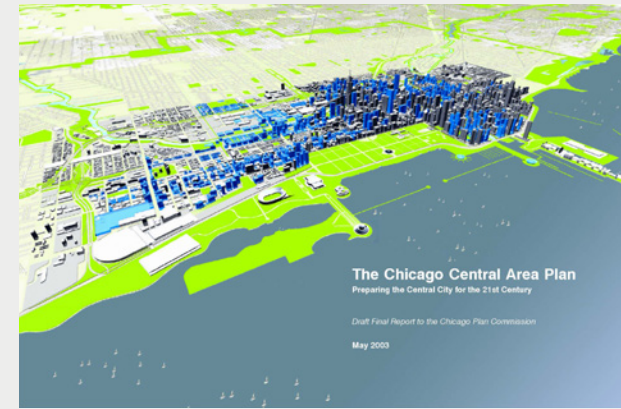 The Chicago Central Area Plan
Preparing the Central City for the 21st Century
Draft Final Report to the Chicago Plan Commission
May 2003